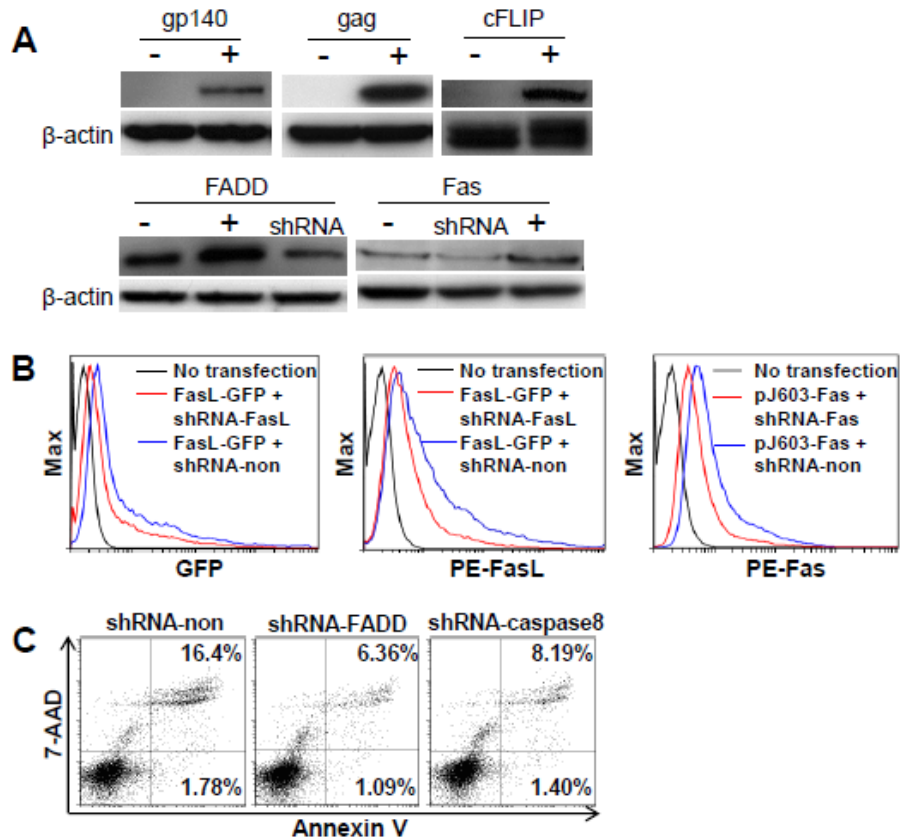 A
gp140 gag cFLIP
- + - + - +
β-actin
FADD Fas
- + shRNA - shRNA +
β-actin
B
Max
No transfection
FasL-GFP +
shRNA-FasL
FasL-GFP +
shRNA-non
GFP
Max
No transfection
FasL-GFP +
shRNA-FasL
FasL-GFP +
shRNA-non
PE-FasL
Max
No transfection
pJ603-Fas +
shRNA-Fas
pJ603-Fas +
shRNA-non
PE-Fas
C
shRNA-non shRNA-FADD shRNA-caspase8
16.4% 6.36% 8.19%
7-AAD
1.78% 1.09% 1.40%
Annexin V